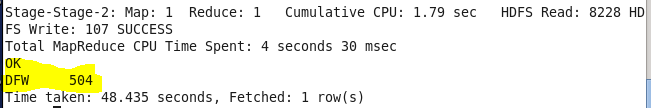 Stage-Stage-2: Map: 1  Reduce: 1   Cumulative CPU: 1.79 sec   HDFS Read: 8228 HD
FS Write: 107 SUCCESS
Total MapReduce CPU Time Spent: 4 seconds 30 msec
OK
DFW     504
Time taken: 48.435 seconds, Fetched: 1 row(s)